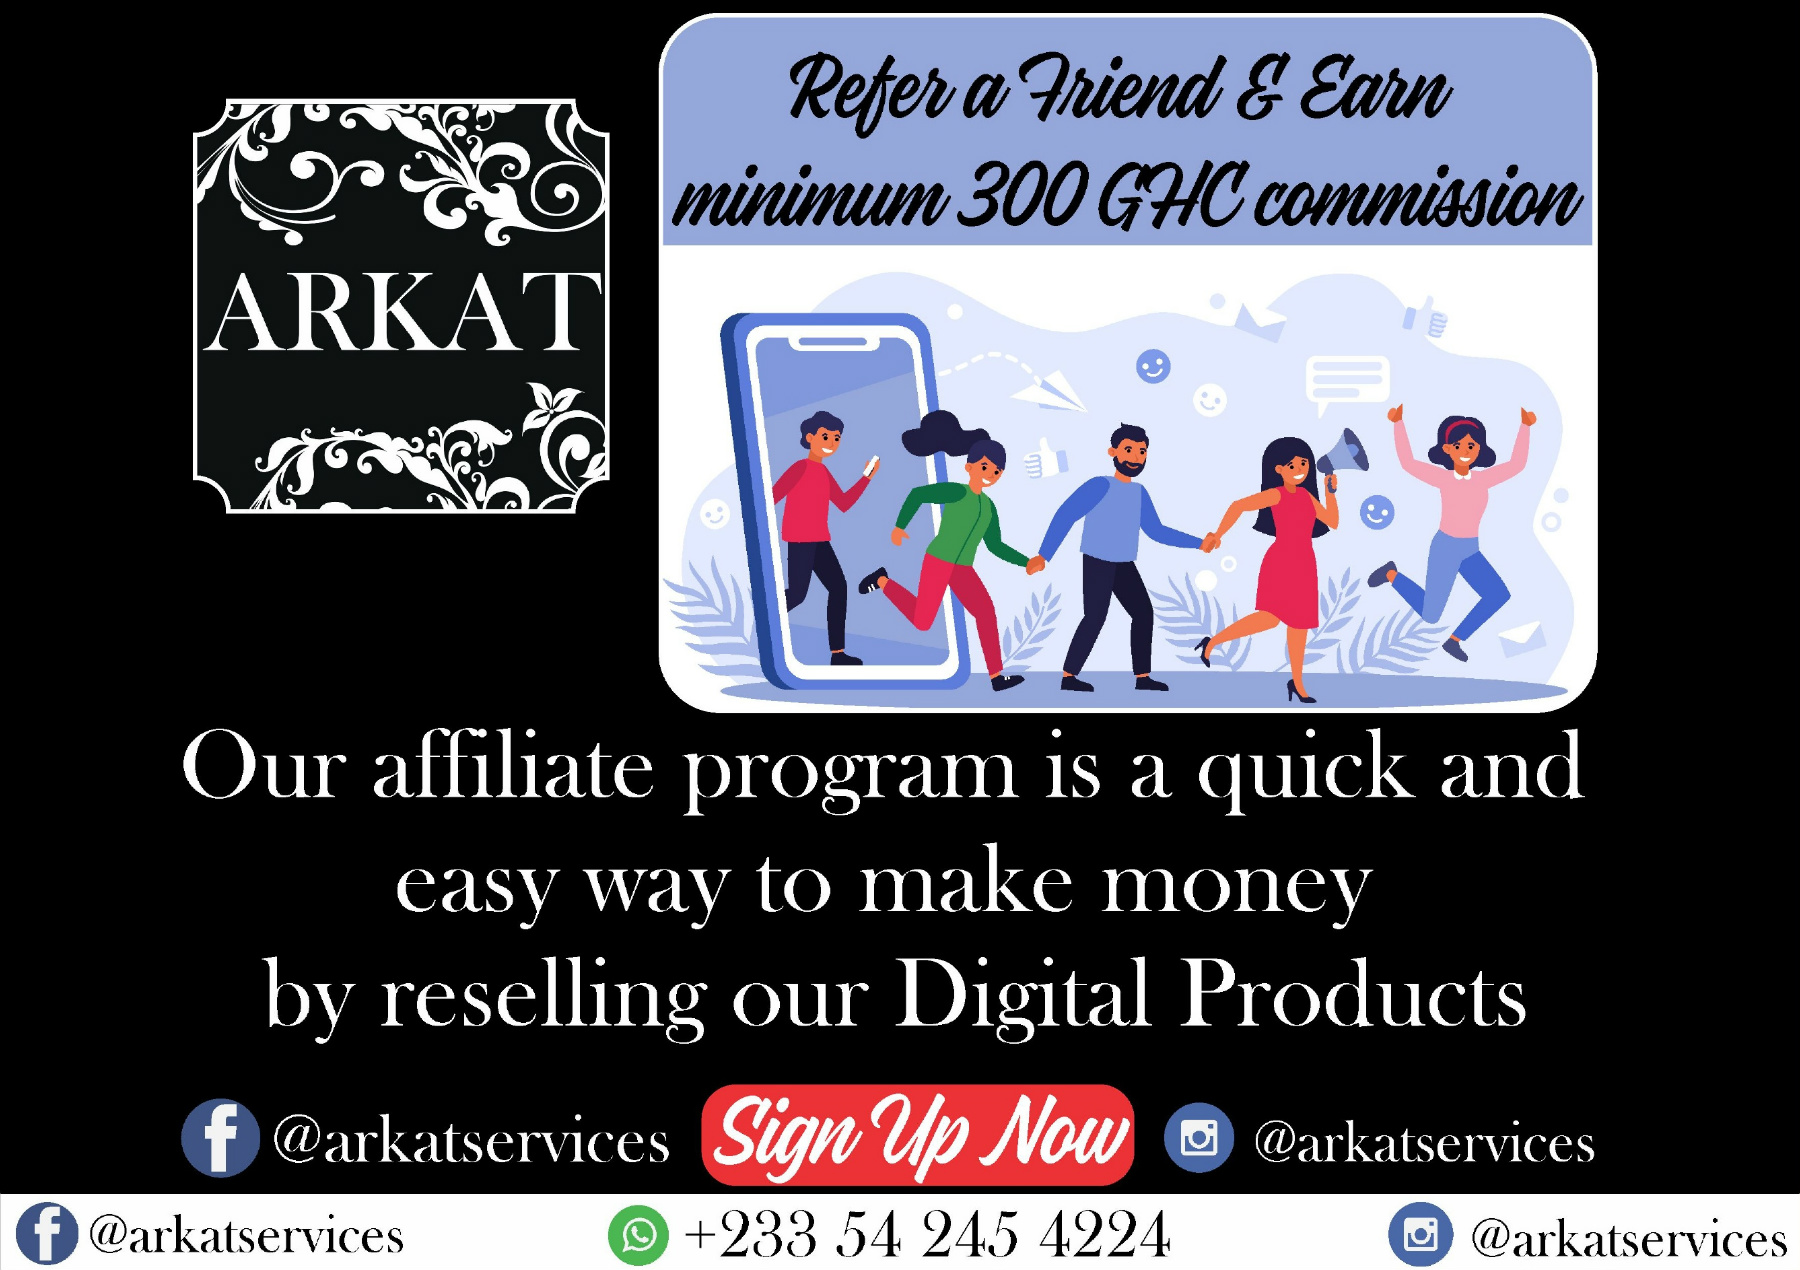 ARKAT
Refer a Friend & Earn
minimum 300 GHC commission
Our affiliate program is a quick and
easy way to make money
by reselling our Digital Products
@arkatservices
Sign Up Now
@arkatservices
@arkatservices
+233 54 245 4224
@arkatservices